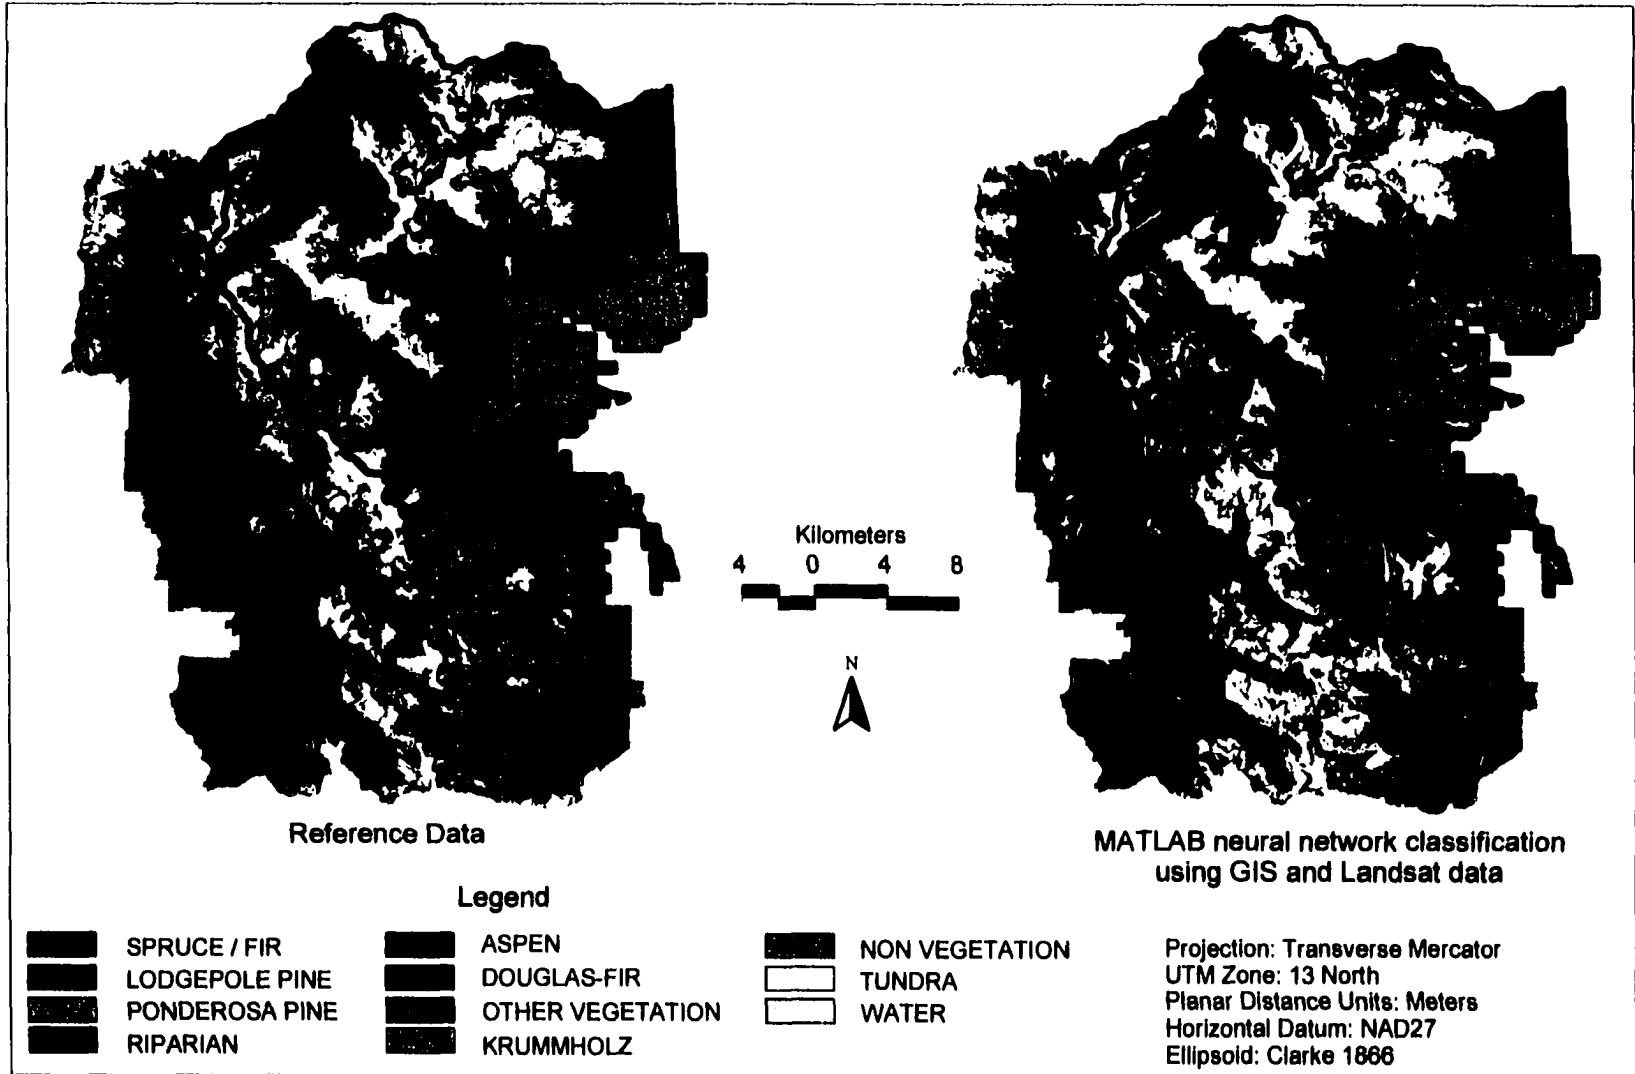 Kilometers
4 0 4 8
N
Reference Data
MATLAB neural network classification
using GIS and Landsat data
Legend
SPRUCE / FIR
LODGEPOLE PINE
PONDEROSA PINE
RIPARIAN
ASPEN
DOUGLAS-FIR
OTHER VEGETATION
KRUMMHOLZ
NON VEGETATION
TUNDRA
WATER
Projection: Transverse Mercator
UTM Zone: 13 North
Planar Distance Units: Meters
Horizontal Datum: NAD27
Ellipsoid: Clarke 1866